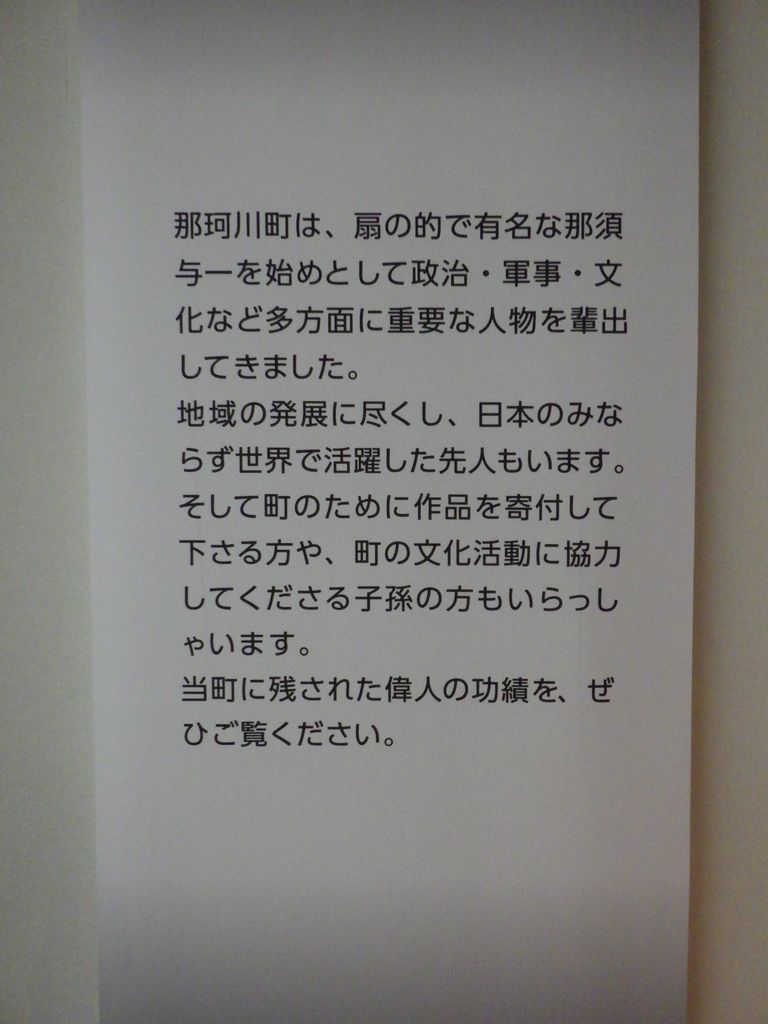 那珂川町は、扇の的で有名な那須
与一を始めとして政治・軍事・文
化など多方面に重要な人物を輩出
してきました。
地域の発展に尽くし、日本のみな
らず世界で活躍した先人もいます。
そして町のために作品を寄付して
下さる方や、町の文化活動に協力
してくださる子孫の方もいらっし
ゃいます。
当町に残された偉人の功績を、ぜ
ひご覧ください。